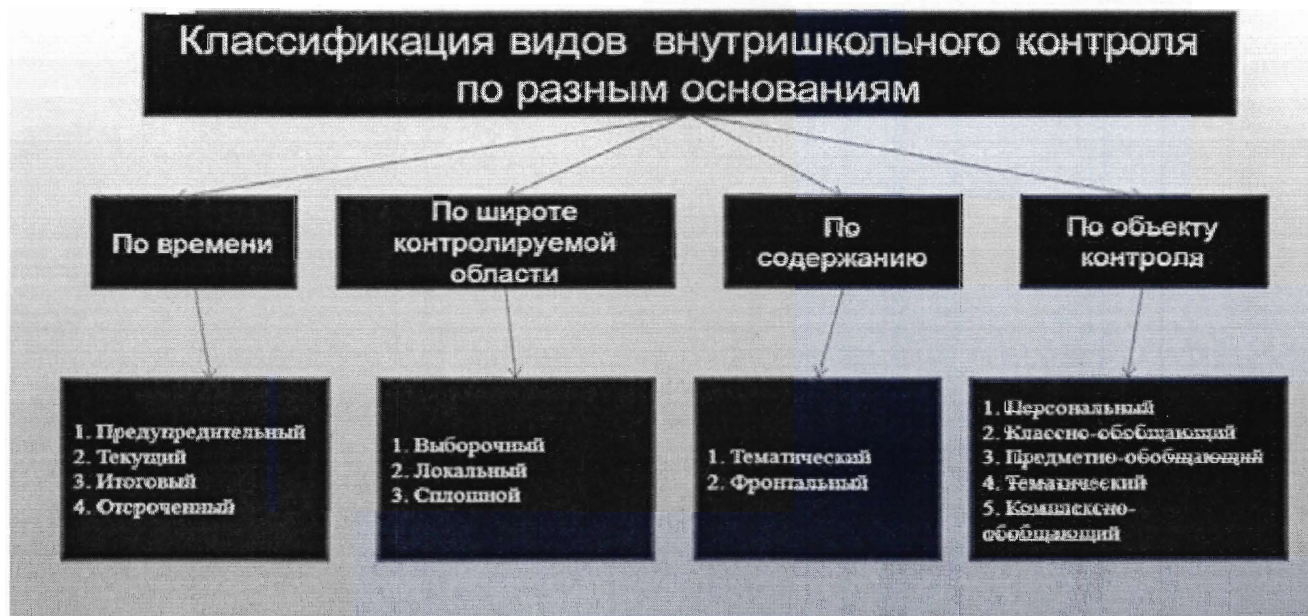 Классификация видов внутришкольного контроля
по разным основаниям
По времени
По широте
контролируемой
области
По
содержанию
По объекту
контроля
1. Предупредительный
2. Текущий
3. Итоговый
4. Отсроченный
1. Выборочный
2. Локальный
3. Сплошной
1. Тематический
2. Фронтальный
1. Персональный
2. Классно-обобщающий
3. Предметно-обобщающий
4. Тематический
5. Комплексно-
обобщающий